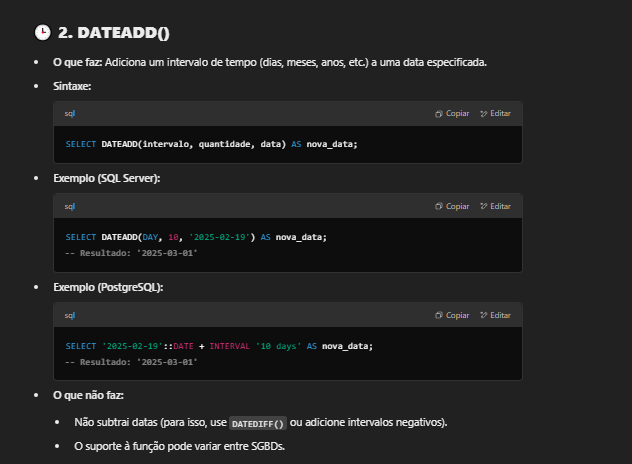 🕒 2. DATEADD()
• O que faz: Adiciona um intervalo de tempo (dias, meses, anos, etc.) a uma data especificada.
• Sintaxe:
sql Copiar Editar
SELECT DATEADD(intervalo, quantidade, data) AS nova_data;
• Exemplo (SQL Server):
sql Copiar Editar
SELECT DATEADD(DAY, 10, '2025-02-19') AS nova_data;
-- Resultado: '2025-03-01'
• Exemplo (PostgreSQL):
sql Copiar Editar
SELECT '2025-02-19'::DATE + INTERVAL '10 days' AS nova_data;
-- Resultado: '2025-03-01'
• O que não faz:
• Não subtrai datas (para isso, use DATEDIFF() ou adicione intervalos negativos).
• O suporte à função pode variar entre SGBDs.